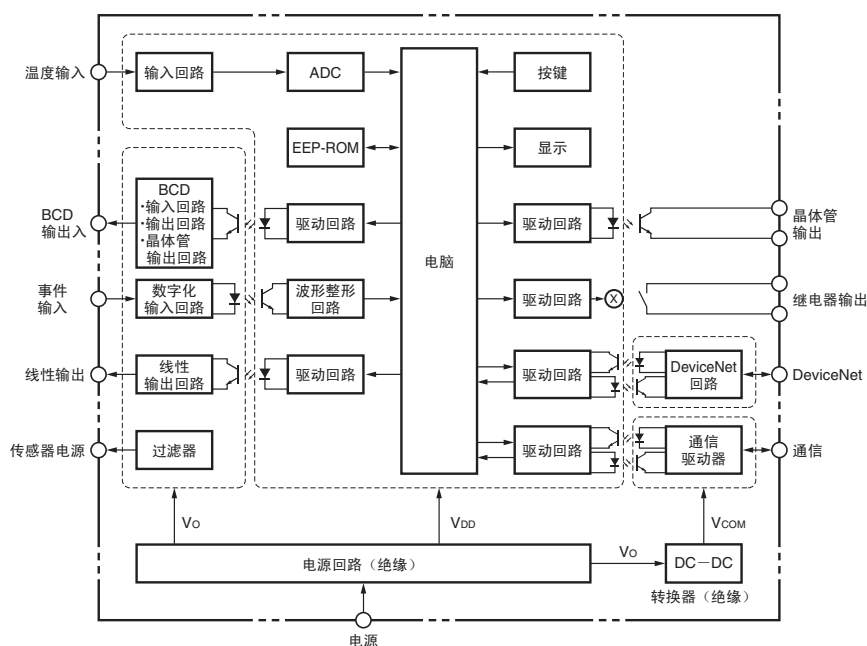 温度输入
输入回路
ADC
按键
EEP-ROM
显示
BCD
输出入
BCD
·输入回路
·输出回路
·晶体管
输出回路
驱动回路
电脑
驱动回路
晶体管
输出
事件
输入
数字化
输入回路
波形整形
回路
驱动回路
X
继电器输出
线性输出
线性
输出回路
驱动回路
驱动回路
DeviceNet
回路
DeviceNet
传感器电源
过滤器
驱动回路
通信
驱动器
通信
VO
VDD
VCOM
电源回路（绝缘）
VO
DC－DC
转换器（绝缘）
电源